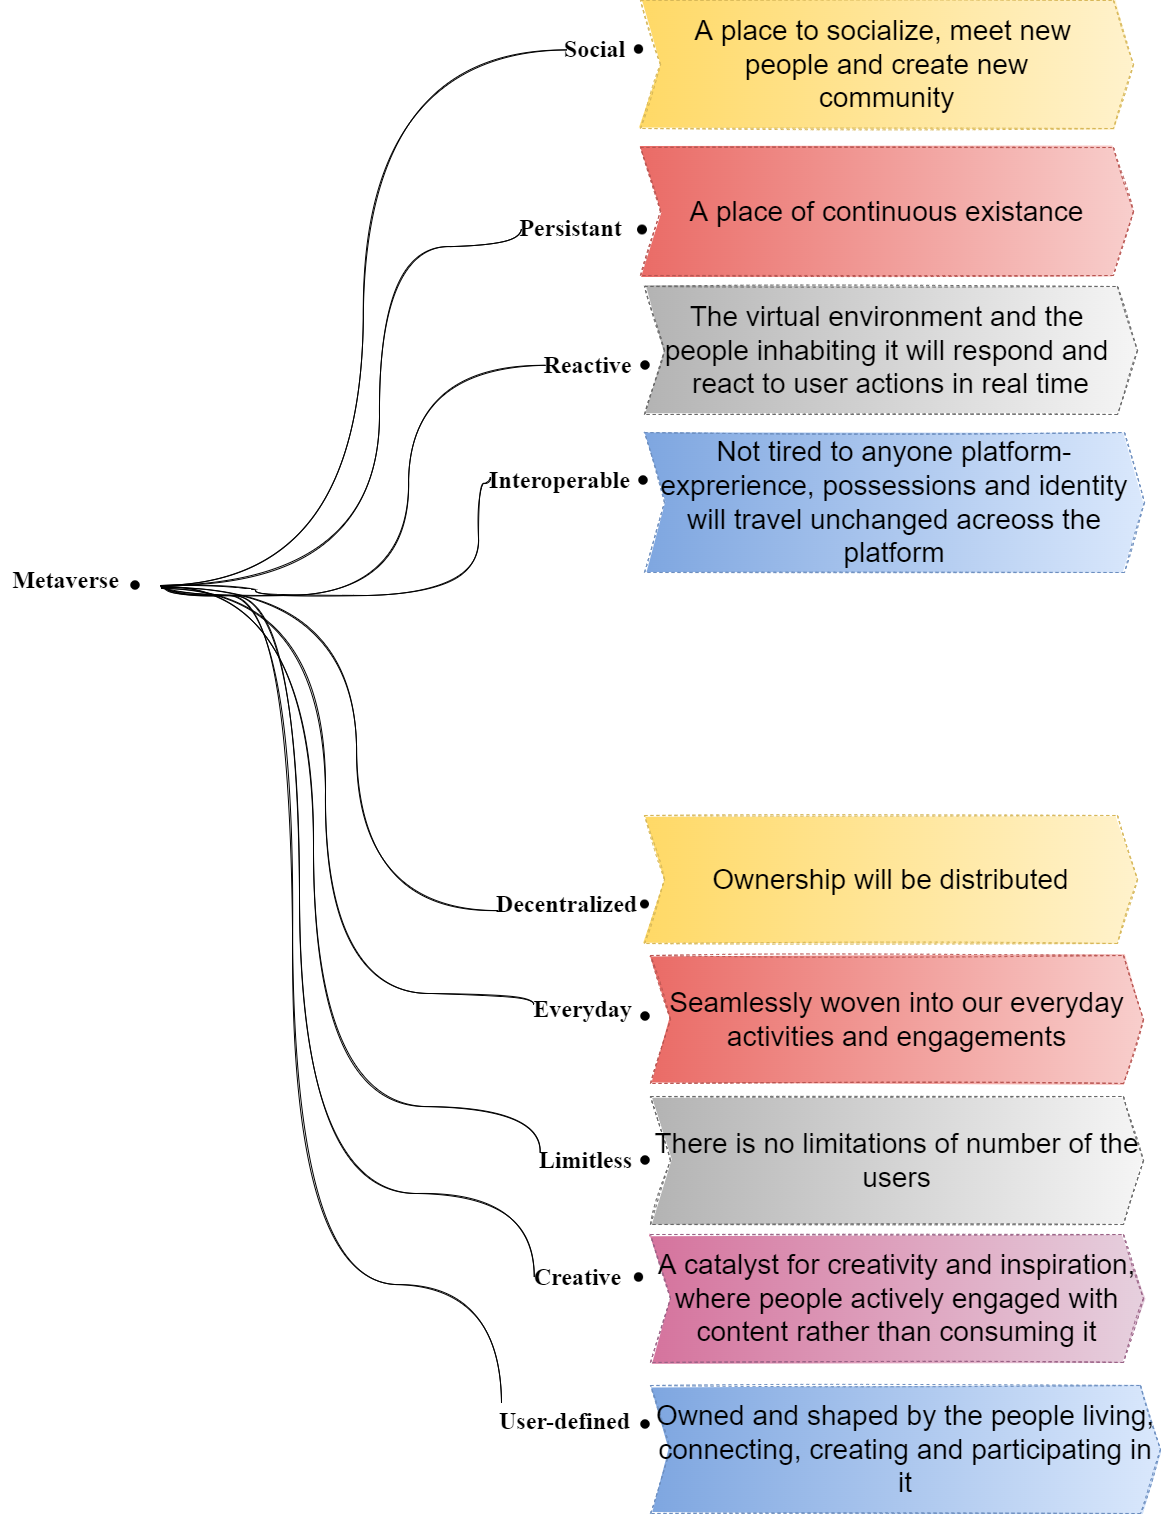 Social
A place to socialize, meet new
people and create new
community
Persistant
A place of continuous existance
Reactive
The virtual environment and the
people inhabiting it will respond and
react to user actions in real time
Interoperable
Not tired to anyone platform-
exprerience, possessions and identity
will travel unchanged acreoss the
platform
Metaverse
Decentralized
Ownership will be distributed
Everyday
Seamlessly woven into our everyday
activities and engagements
Limitless
There is no limitations of number of the
users
Creative
A catalyst for creativity and inspiration,
where people actively engaged with
content rather than consuming it
User-defined
Owned and shaped by the people living,
connecting, creating and participating in
it